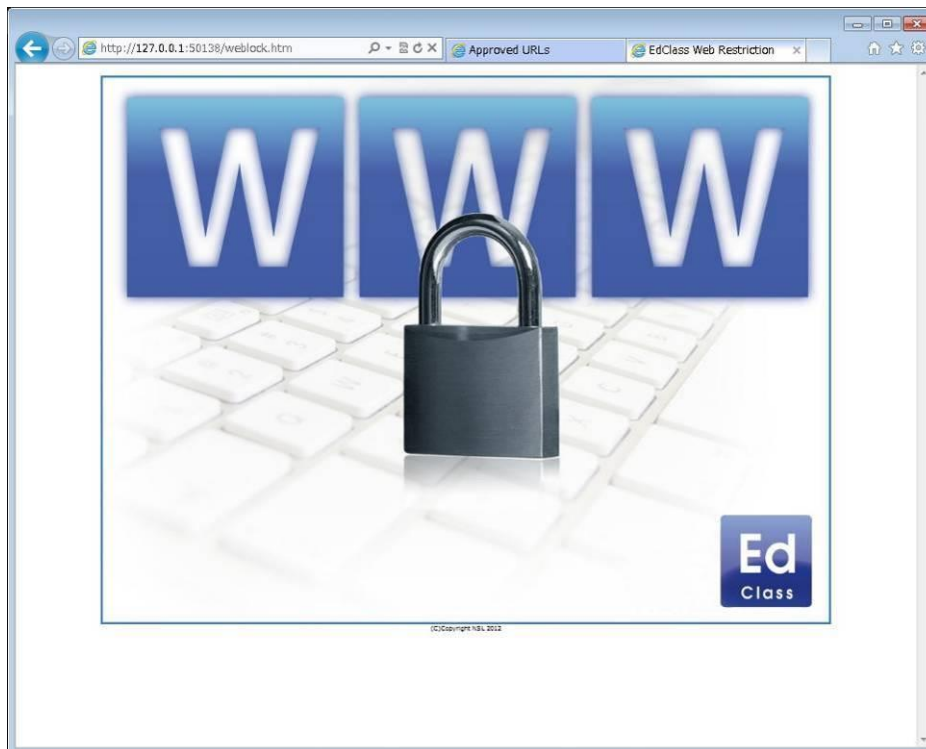 http://127.0.0.1:50138/weblock.htm
Approved URLs
EdClass Web Restriction
W W W
Ed
Class
(C)Copyright NSL 2012